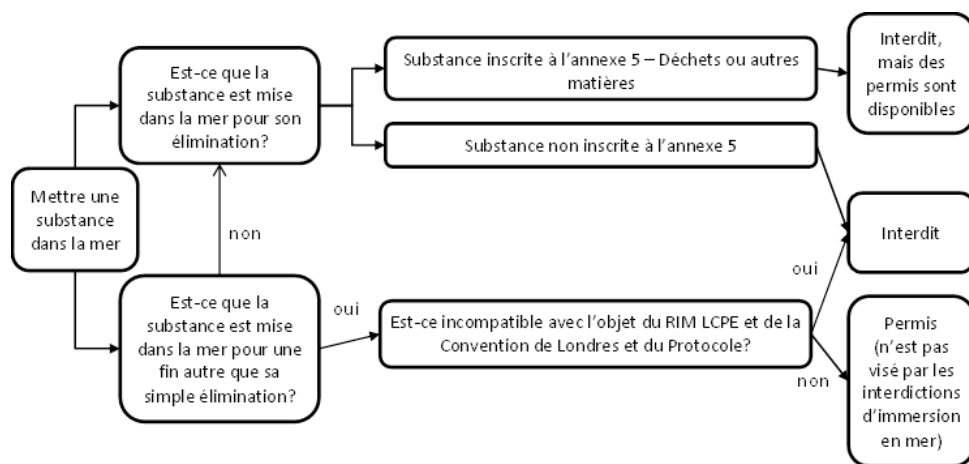 Mettre une
substance
dans la mer
Est-ce que la
substance est mise
dans la mer pour son
élimination?
Substance inscrite à l'annexe 5 – Déchets ou autres
matières
Interdit,
mais des
permis sont
disponibles
Substance non inscrite à l'annexe 5
non
Interdit
Est-ce que la
substance est mise
dans la mer pour une
fin autre que sa
simple élimination?
oui
Est-ce incompatible avec l'objet du RIM LCPE et de la
Convention de Londres et du Protocole?
oui
non
Permis
(n'est pas
visé par les
interdictions
d'immersion
en mer)